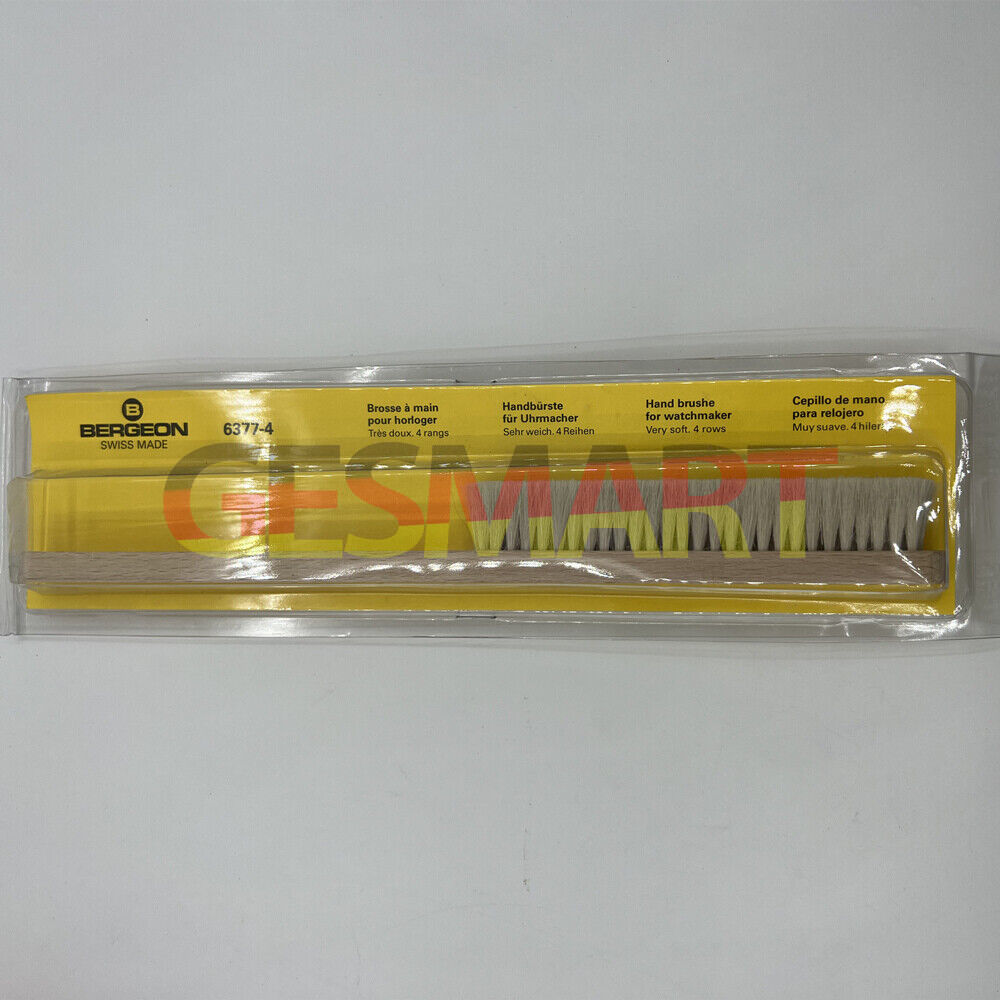 B
BERGEON
SWISS MADE
6377-4
Brosse à main
pour horloger
Très doux. 4 rangs
Handbürste
für Uhrmacher
Sehr weich. 4 Reihen
Hand brushe
for watchmaker
Very soft. 4 rows
Cepillo de mano
para relojero
Muy suave. 4 hiler
GESMART